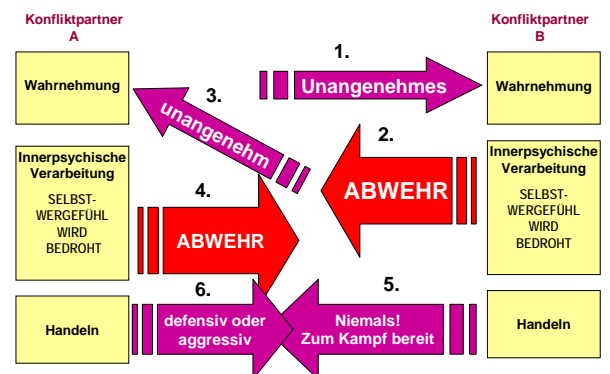 Konfliktpartner
A
Konfliktpartner
B
1.
Wahrnehmung
Unangenehmes
Wahrnehmung
3.
unangenehm
2.
Innerpsychische
Verarbeitung
SELBST-
WERGEFÜHL
WIRD
BEDROHT
ABWEHR
Innerpsychische
Verarbeitung
SELBST-
WERGEFÜHL
WIRD
BEDROHT
4.
ABWEHR
6.
5.
Handeln
defensiv oder
aggressiv
Niemals!
Zum Kampf bereit
Handeln